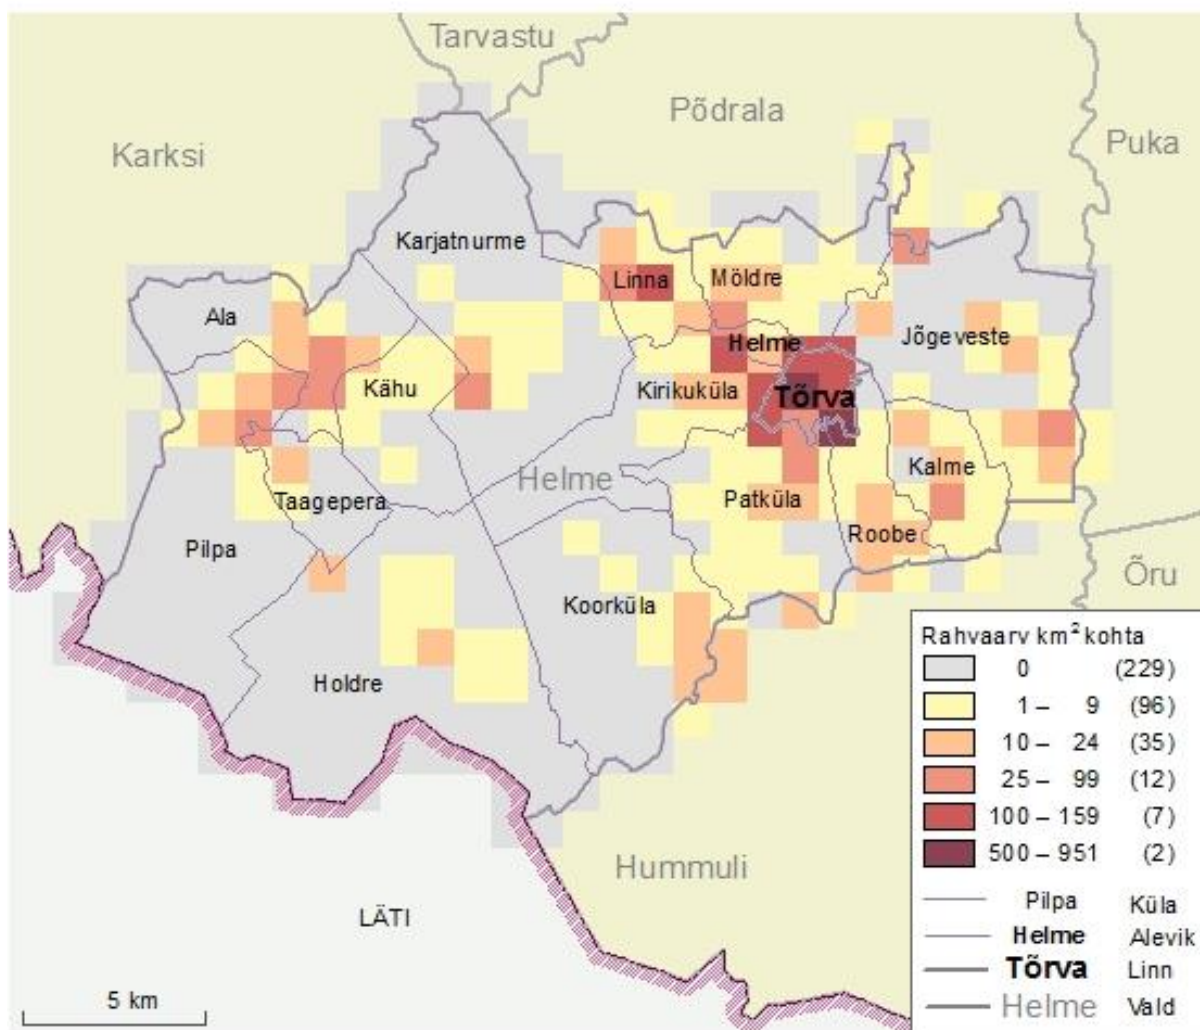 Tarvastu
Põdrala
Karksi
Puka
Karjatnurme
Linna
Möldre
Ala
Helme
Jõgeveste
Kähu
Kirikuküla
Tõrva
Kalme
Helme
Taagepera
Patküla
Pilpa
Roobe
Õru
Koorküla
Holdre
Hummuli
LÄTI
5 km
Rahvaarv km² kohta
0 (229)
1 – 9 (96)
10 – 24 (35)
25 – 99 (12)
100 – 159 (7)
500 – 951 (2)
Pilpa Küla
Helme Alevik
Tõrva Linn
Helme Vald